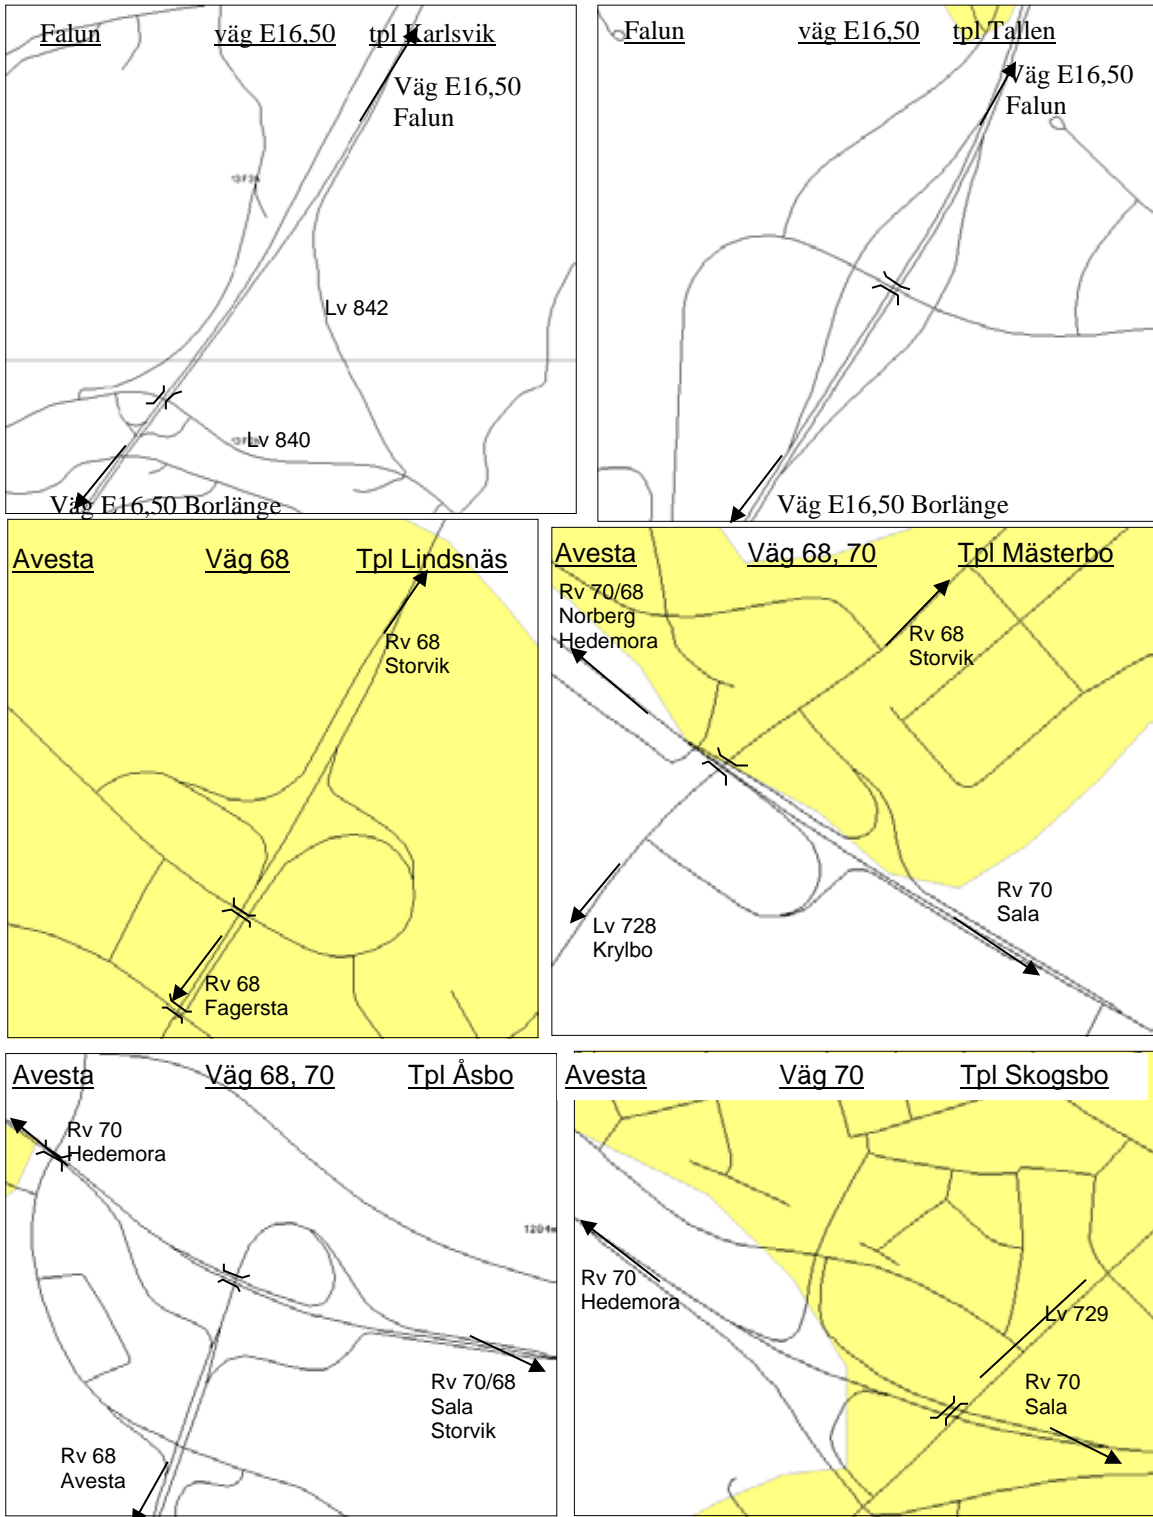 Falun väg E16,50 tpl Karlsvik
Väg E16,50
Falun
Lv 842
Lv 840
Väg E16,50 Borlänge
Falun väg E16,50 tpl Tallen
Väg E16,50
Falun
Väg E16,50 Borlänge
Avesta Väg 68 Tpl Lindsnäs
Rv 68
Storvik
Rv 68
Fagersta
Avesta Väg 68, 70 Tpl Mästerbo
Rv 70/68
Norberg
Hedemora
Rv 68
Storvik
Rv 70
Sala
Lv 728
Krylbo
Avesta Väg 68, 70 Tpl Åsbo
Rv 70
Hedemora
Rv 70/68
Sala
Storvik
Rv 68
Avesta
Avesta Väg 70 Tpl Skogsbo
Rv 70
Hedemora
Lv 729
Rv 70
Sala